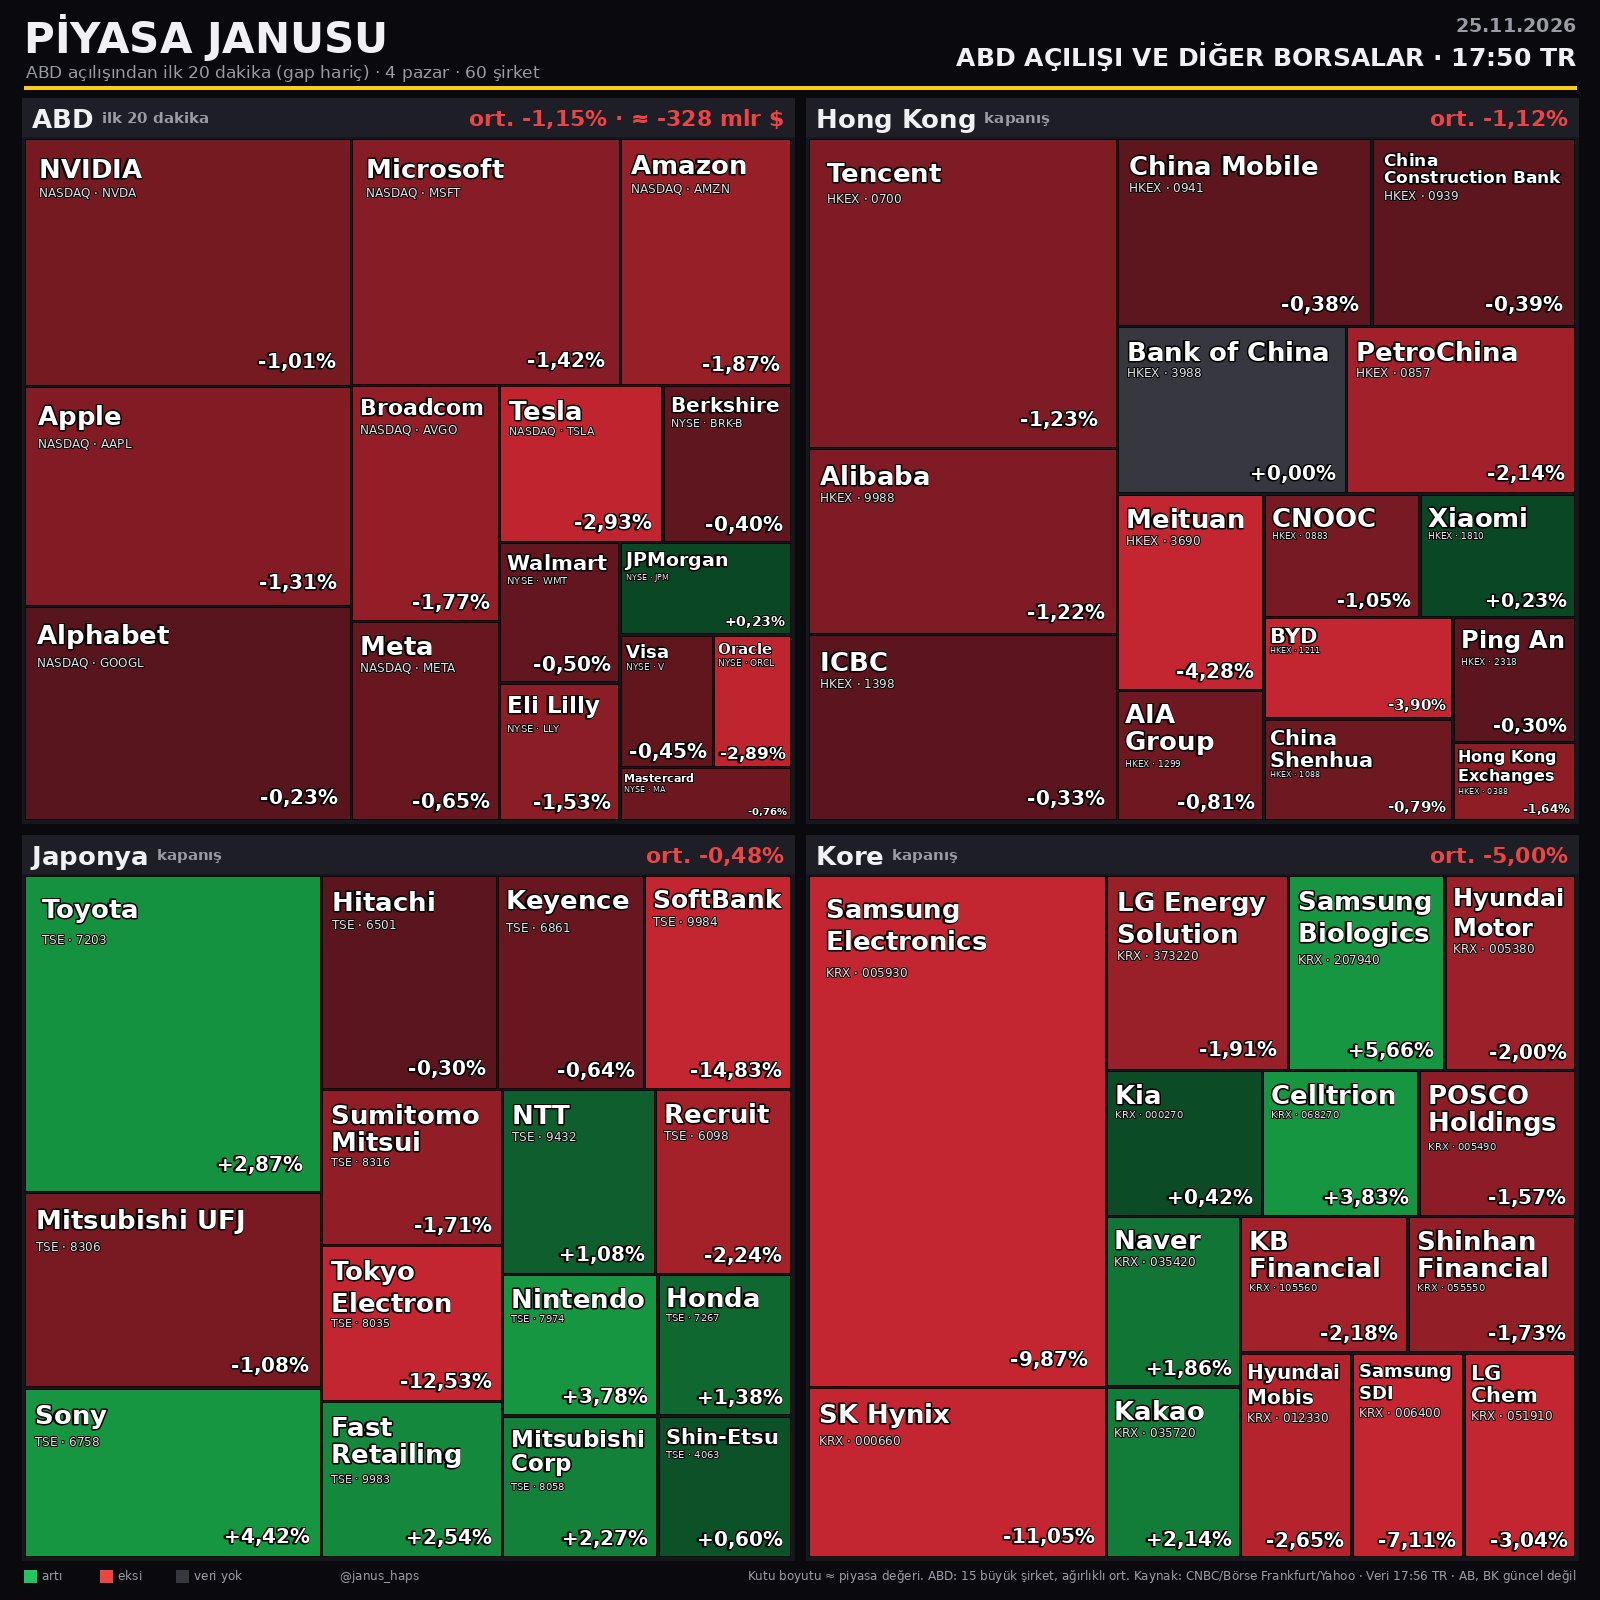 PİYASA JANUSU
ABD açılışından ilk 20 dakika (gap hariç) · 4 pazar · 60 şirket
25.11.2026
ABD AÇILIŞI VE DİĞER BORSALAR · 17:50 TR
ABD ilk 20 dakika
ort. -1,15% · ≈ -328 mlr $
NVIDIA
NASDAQ · NVDA
-1,01%
Microsoft
NASDAQ · MSFT
-1,42%
Amazon
NASDAQ · AMZN
-1,87%
Apple
NASDAQ · AAPL
-1,31%
Broadcom
NASDAQ · AVGO
-1,77%
Tesla
NASDAQ · TSLA
-2,93%
Berkshire
NYSE · BRK-B
-0,40%
Walmart
NYSE · WMT
-0,50%
JPMorgan
NYSE · JPM
+0,23%
Alphabet
NASDAQ · GOOGL
-0,23%
Meta
NASDAQ · META
-0,65%
Eli Lilly
NYSE · LLY
-1,53%
Visa
NYSE · V
-0,45%
Oracle
NYSE · ORCL
-2,89%
Mastercard
NYSE · MA
-0,76%
Hong Kong kapanış
ort. -1,12%
Tencent
HKEX · 0700
-1,23%
China Mobile
HKEX · 0941
-0,38%
China
Construction Bank
HKEX · 0939
-0,39%
Bank of China
HKEX · 3988
+0,00%
PetroChina
HKEX · 0857
-2,14%
Alibaba
HKEX · 9988
-1,22%
Meituan
HKEX · 3690
-4,28%
CNOOC
HKEX · 0883
-1,05%
Xiaomi
HKEX · 1810
+0,23%
ICBC
HKEX · 1398
-0,33%
BYD
HKEX · 1211
-3,90%
Ping An
HKEX · 2318
-0,30%
AIA
Group
HKEX · 1299
-0,81%
China
Shenhua
HKEX · 1088
-0,79%
Hong Kong
Exchanges
HKEX · 0388
-1,64%
Japonya kapanış
ort. -0,48%
Toyota
TSE · 7203
+2,87%
Hitachi
TSE · 6501
-0,30%
Keyence
TSE · 6861
-0,64%
SoftBank
TSE · 9984
-14,83%
Sumitomo
Mitsui
TSE · 8316
-1,71%
NTT
TSE · 9432
+1,08%
Recruit
TSE · 6098
-2,24%
Mitsubishi UFJ
TSE · 8306
-1,08%
Tokyo
Electron
TSE · 8035
-12,53%
Nintendo
TSE · 7974
+3,78%
Honda
TSE · 7267
+1,38%
Sony
TSE · 6758
+4,42%
Fast
Retailing
TSE · 9983
+2,54%
Mitsubishi
Corp
TSE · 8058
+2,27%
Shin-Etsu
TSE · 4063
+0,60%
Kore kapanış
ort. -5,00%
Samsung
Electronics
KRX · 005930
-9,87%
LG Energy
Solution
KRX · 373220
-1,91%
Samsung
Biologics
KRX · 207940
+5,66%
Hyundai
Motor
KRX · 005380
-2,00%
Kia
KRX · 000270
+0,42%
Celltrion
KRX · 068270
+3,83%
POSCO
Holdings
KRX · 005490
-1,57%
Naver
KRX · 035420
+1,86%
KB
Financial
KRX · 105560
-2,18%
Shinhan
Financial
KRX · 055550
-1,73%
SK Hynix
KRX · 000660
-11,05%
Kakao
KRX · 035720
+2,14%
Hyundai
Mobis
KRX · 012330
-2,65%
Samsung
SDI
KRX · 006400
-7,11%
LG
Chem
KRX · 051910
-3,04%
artı
eksi
veri yok
@janus_haps
Kutu boyutu ≈ piyasa değeri. ABD: 15 büyük şirket, ağırlıklı ort. Kaynak: CNBC/Börse Frankfurt/Yahoo · Veri 17:56 TR · AB, BK güncel değil